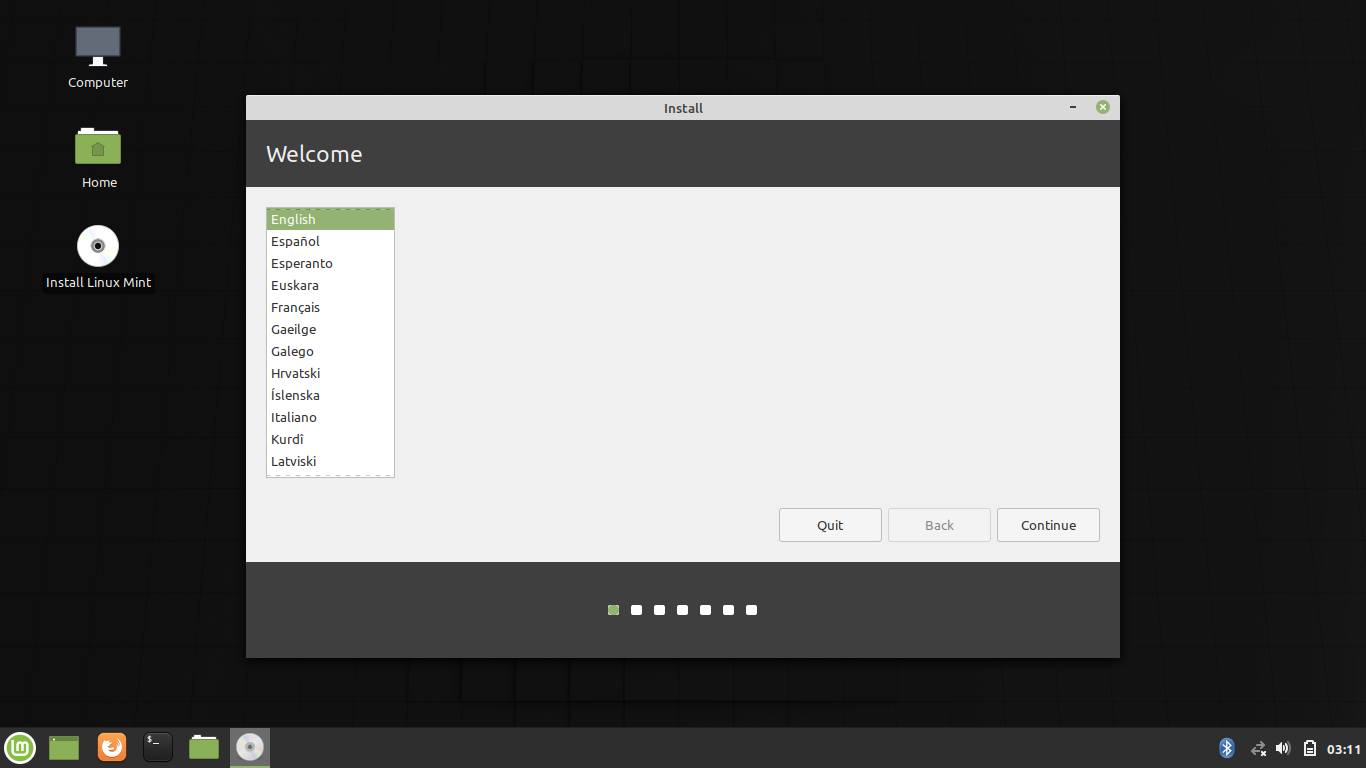 Computer
Home
Install Linux Mint
Install
Welcome
English
Español
Esperanto
Euskara
Français
Gaeilge
Galego
Hrvatski
Íslenska
Italiano
Kurdî
Latviski
Quit
Back
Continue
$_
03:11